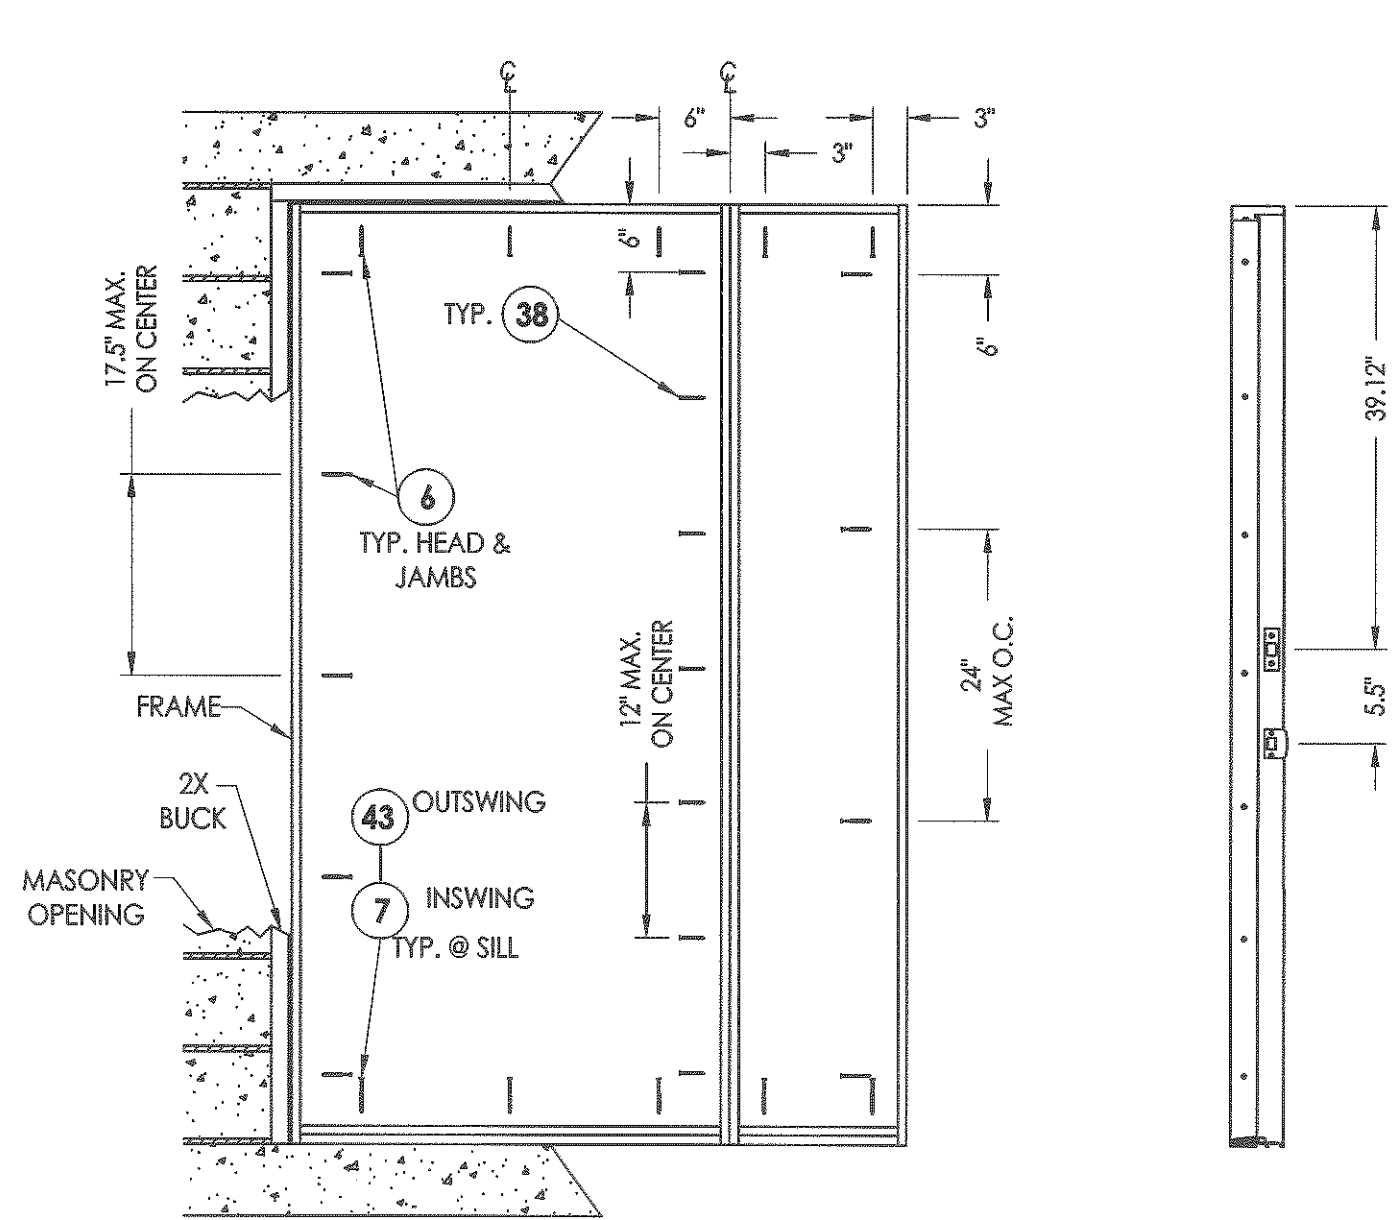 ℄
℄
6"
3"
3"
6"
6"
17.5" MAX.
ON CENTER
TYP.
38
39.12"
6
TYP. HEAD &
JAMBS
12" MAX.
ON CENTER
24"
MAX O.C.
5.5"
FRAME
2X
BUCK
43
OUTSWING
MASONRY
OPENING
7
INSWING
TYP. @ SILL